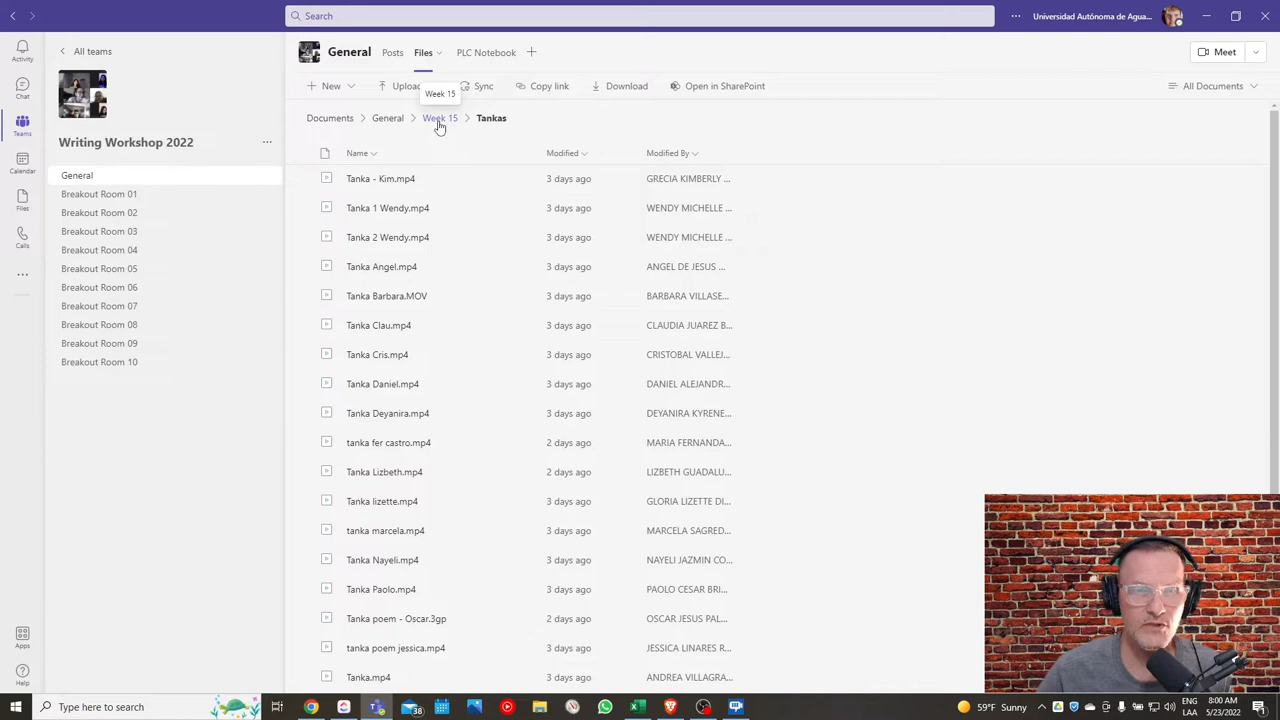 Search
Universidad Autónoma de Agua...
Activity
Chat
Teams
Calendar
Files
Calls
Apps
Help
All teams
Writing Workshop 2022
General
Breakout Room 01
Breakout Room 02
Breakout Room 03
Breakout Room 04
Breakout Room 05
Breakout Room 06
Breakout Room 07
Breakout Room 08
Breakout Room 09
Breakout Room 10
General Posts Files PLC Notebook
Meet
New Upload Sync Copy link Download Open in SharePoint All Documents
Week 15
Documents > General > Week 15 > Tankas
Name Modified Modified By
Tanka - Kim.mp4 3 days ago GRECIA KIMBERLY ...
Tanka 1 Wendy.mp4 3 days ago WENDY MICHELLE ...
Tanka 2 Wendy.mp4 3 days ago WENDY MICHELLE ...
Tanka Angel.mp4 3 days ago ANGEL DE JESUS ...
Tanka Barbara.MOV 3 days ago BARBARA VILLASE...
Tanka Clau.mp4 3 days ago CLAUDIA JUAREZ B...
Tanka Cris.mp4 3 days ago CRISTOBAL VALLEJ...
Tanka Daniel.mp4 3 days ago DANIEL ALEJANDR...
Tanka Deyanira.mp4 3 days ago DEYANIRA KYRENE...
tanka fer castro.mp4 2 days ago MARIA FERNANDA...
Tanka Lizbeth.mp4 2 days ago LIZBETH GUADALU...
Tanka lizette.mp4 3 days ago GLORIA LIZETTE DI...
tanka marcela.mp4 3 days ago MARCELA SAGRED...
Tanka Nayeli.mp4 3 days ago NAYELI JAZMIN CO...
Tanka Paolo.mp4 3 days ago PAOLO CESAR BRI...
Tanka poem - Oscar.3gp 2 days ago OSCAR JESUS PAL...
tanka poem jessica.mp4 3 days ago JESSICA LINARES R...
Tanka.mp4 3 days ago ANDREA VILLAGRA...
Type here to search
38
59°F Sunny
ENG
LAA
8:00 AM
5/23/2022